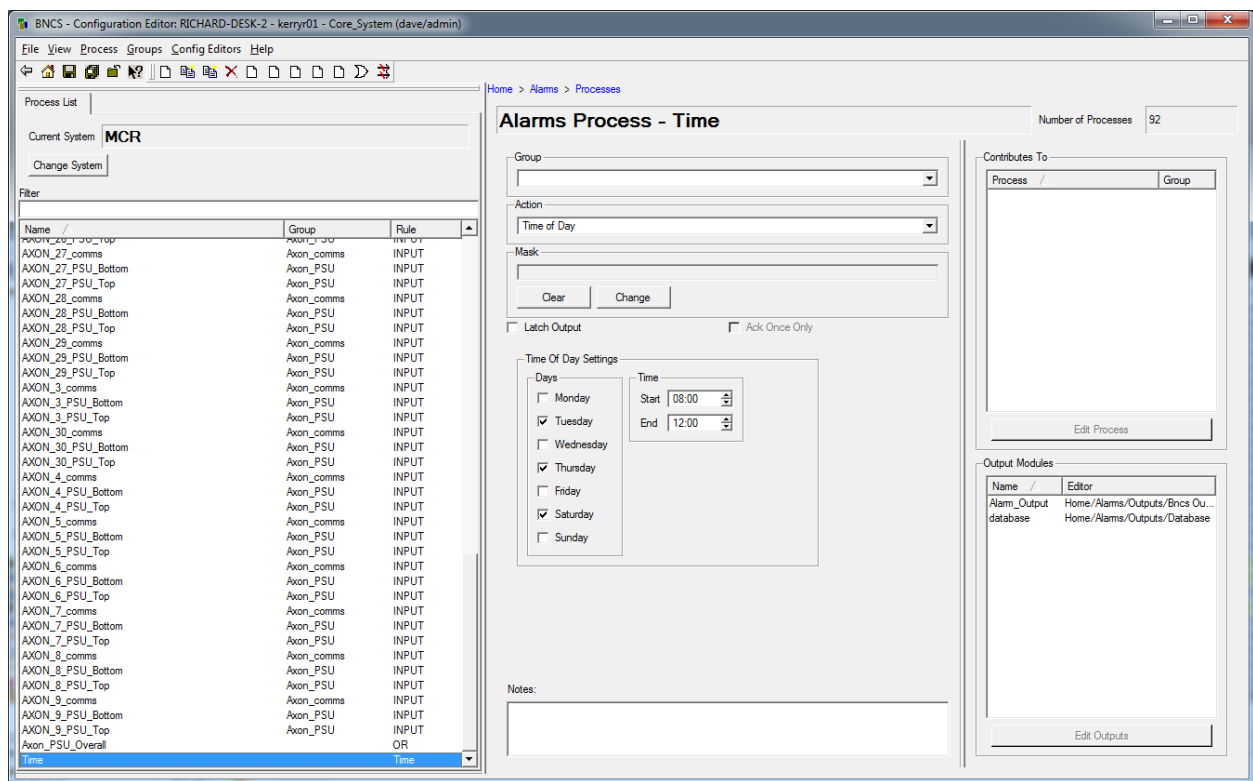 BNCS - Configuration Editor: RICHARD-DESK-2 - kerryr01 - Core_System (dave/admin)
File View Process Groups Config Editors Help
Process List
Current System MCR
Change System
Filter
Name Group Rule
AXON_26_PSU_Top Axon_PSU INPUT
AXON_27_comms Axon_comms INPUT
AXON_27_PSU_Bottom Axon_PSU INPUT
AXON_27_PSU_Top Axon_PSU INPUT
AXON_28_comms Axon_comms INPUT
AXON_28_PSU_Bottom Axon_PSU INPUT
AXON_28_PSU_Top Axon_PSU INPUT
AXON_29_comms Axon_comms INPUT
AXON_29_PSU_Bottom Axon_PSU INPUT
AXON_29_PSU_Top Axon_PSU INPUT
AXON_3_comms Axon_comms INPUT
AXON_3_PSU_Bottom Axon_PSU INPUT
AXON_3_PSU_Top Axon_PSU INPUT
AXON_30_comms Axon_comms INPUT
AXON_30_PSU_Bottom Axon_PSU INPUT
AXON_30_PSU_Top Axon_PSU INPUT
AXON_4_comms Axon_comms INPUT
AXON_4_PSU_Bottom Axon_PSU INPUT
AXON_4_PSU_Top Axon_PSU INPUT
AXON_5_comms Axon_comms INPUT
AXON_5_PSU_Bottom Axon_PSU INPUT
AXON_5_PSU_Top Axon_PSU INPUT
AXON_6_comms Axon_comms INPUT
AXON_6_PSU_Bottom Axon_PSU INPUT
AXON_6_PSU_Top Axon_PSU INPUT
AXON_7_comms Axon_comms INPUT
AXON_7_PSU_Bottom Axon_PSU INPUT
AXON_7_PSU_Top Axon_PSU INPUT
AXON_8_comms Axon_comms INPUT
AXON_8_PSU_Bottom Axon_PSU INPUT
AXON_8_PSU_Top Axon_PSU INPUT
AXON_9_comms Axon_comms INPUT
AXON_9_PSU_Bottom Axon_PSU INPUT
AXON_9_PSU_Top Axon_PSU INPUT
Axon_PSU_Overall OR
Time Time
Home > Alarms > Processes
Alarms Process - Time
Number of Processes 92
Group
Action
Time of Day
Mask
Clear Change
Latch Output Ack Once Only
Time Of Day Settings
Days
Monday
Tuesday
Wednesday
Thursday
Friday
Saturday
Sunday
Time
Start 08:00
End 12:00
Notes:
Contributes To
Process Group
Edit Process
Output Modules
Name Editor
Alarm_Output Home/Alarms/Outputs/Bncs Ou...
database Home/Alarms/Outputs/Database
Edit Outputs